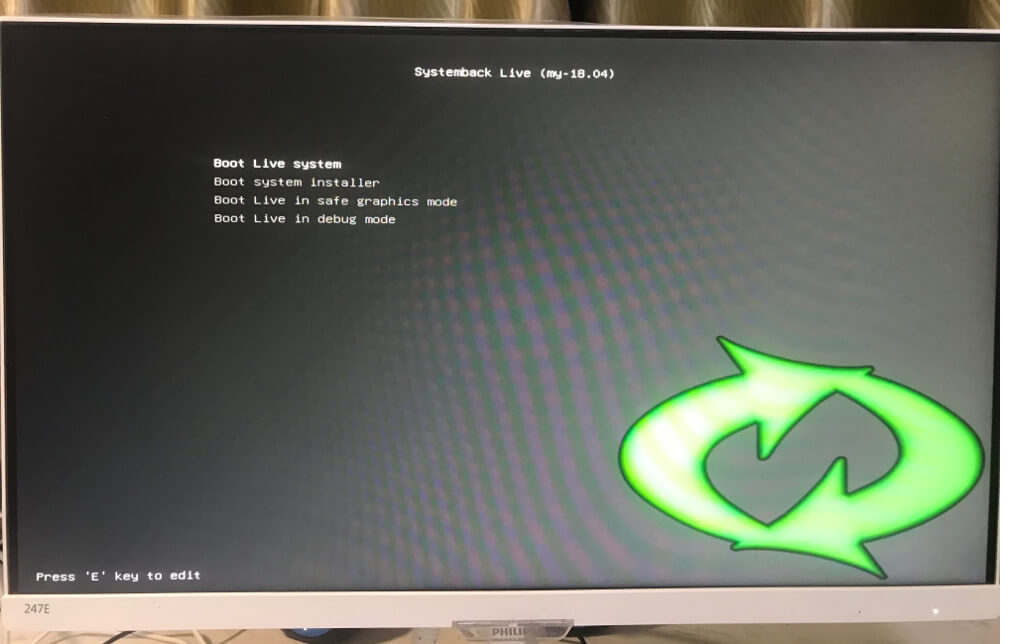 Systemback Live (my-18.04)
Boot Live system
Boot system installer
Boot Live in safe graphics mode
Boot Live in debug mode
Press 'E' key to edit
247E
PHILIPS